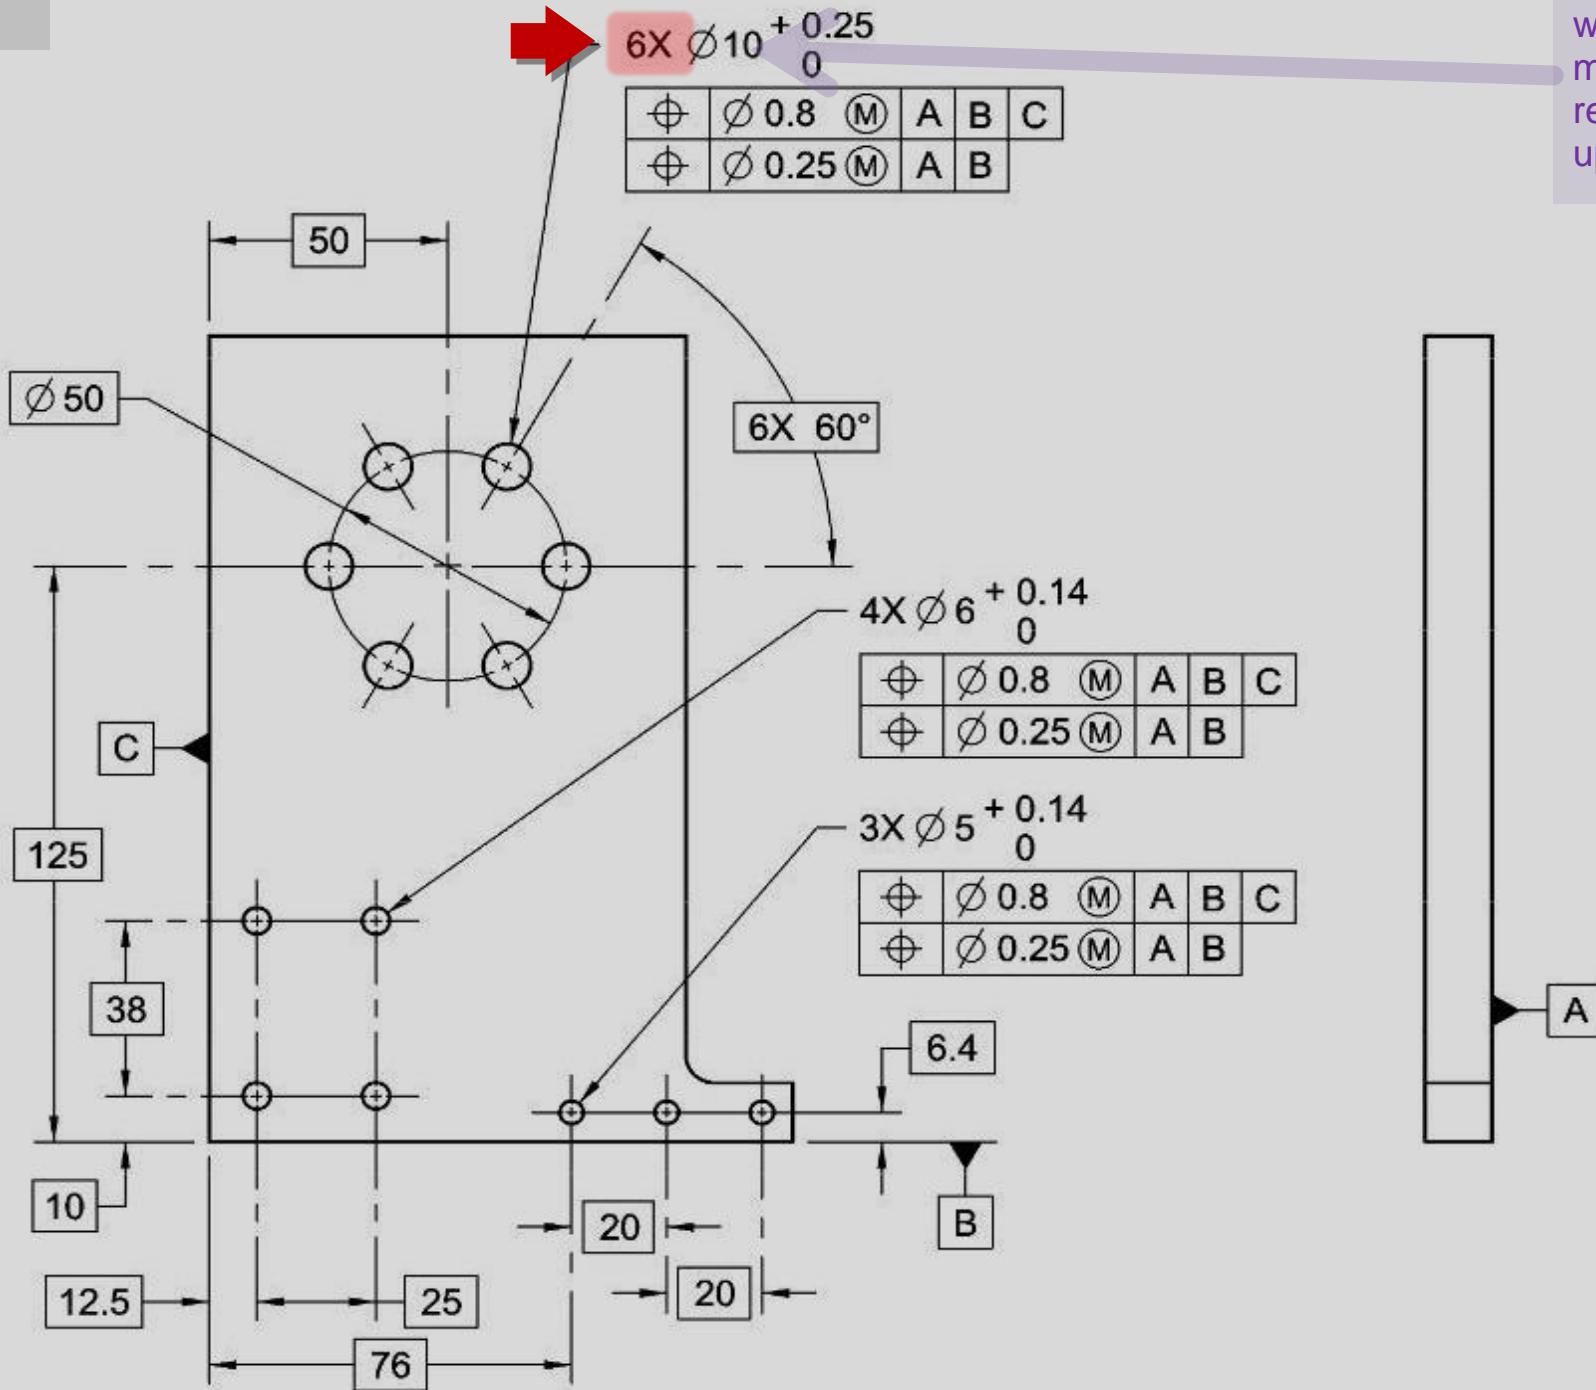 6X ⌀10 + 0.25
0
⌖ ⌀ 0.8 Ⓜ A B C
⌖ ⌀ 0.25 Ⓜ A B
50
⌀ 50
6X 60°
4X ⌀ 6 + 0.14
0
⌖ ⌀ 0.8 Ⓜ A B C
⌖ ⌀ 0.25 Ⓜ A B
C
3X ⌀ 5 + 0.14
0
125
⌖ ⌀ 0.8 Ⓜ A B C
⌖ ⌀ 0.25 Ⓜ A B
38
A
6.4
10
B
20
12.5
25
20
76